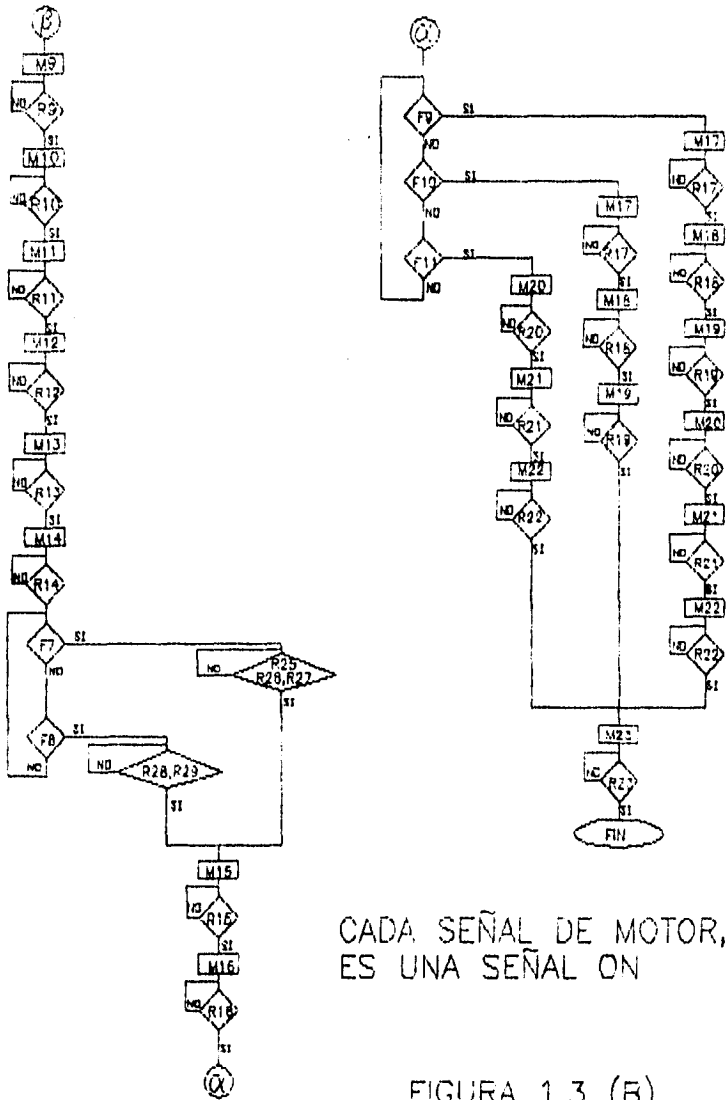 β
M9
NO
R9
SI
M10
NO
R10
SI
M11
NO
R11
SI
M12
NO
R12
SI
M13
NO
R13
SI
M14
NO
R14
F7
SI
NO
R25
R26,R27
NO
SI
F8
SI
NO
R28,R29
NO
SI
M15
NO
R15
SI
M16
NO
R16
SI
α
α
F9
SI
NO
F10
SI
NO
F11
SI
NO
M20
NO
R20
SI
M21
NO
R21
SI
M22
NO
R22
SI
M17
NO
R17
SI
M18
NO
R18
SI
M19
NO
R19
SI
M17
NO
R17
SI
M18
NO
R18
SI
M19
NO
R19
SI
M20
NO
R20
SI
M21
NO
R21
SI
M22
NO
R22
SI
M23
NO
R23
SI
FIN
CADA SEÑAL DE MOTOR,
ES UNA SEÑAL ON
FIGURA 1.3 (B)